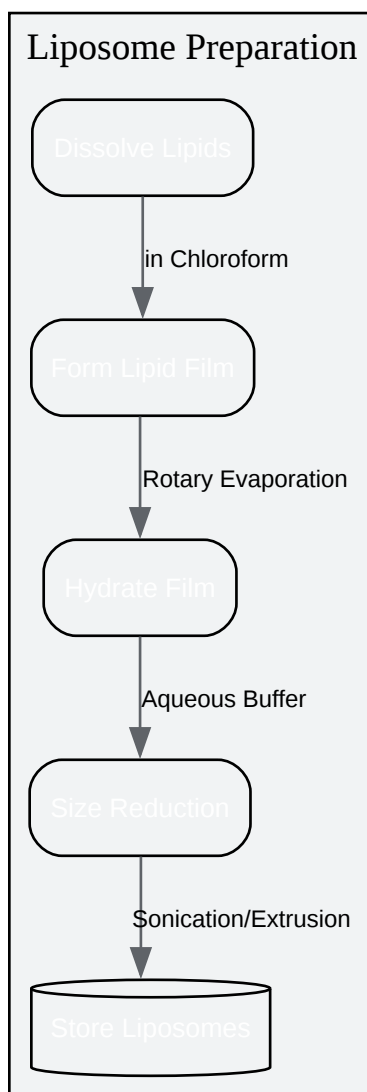 Liposome Preparation
Dissolve Lipids
in Chloroform
Form Lipid Film
Rotary Evaporation
Hydrate Film
Aqueous Buffer
Size Reduction
Sonication/Extrusion
Store Liposomes